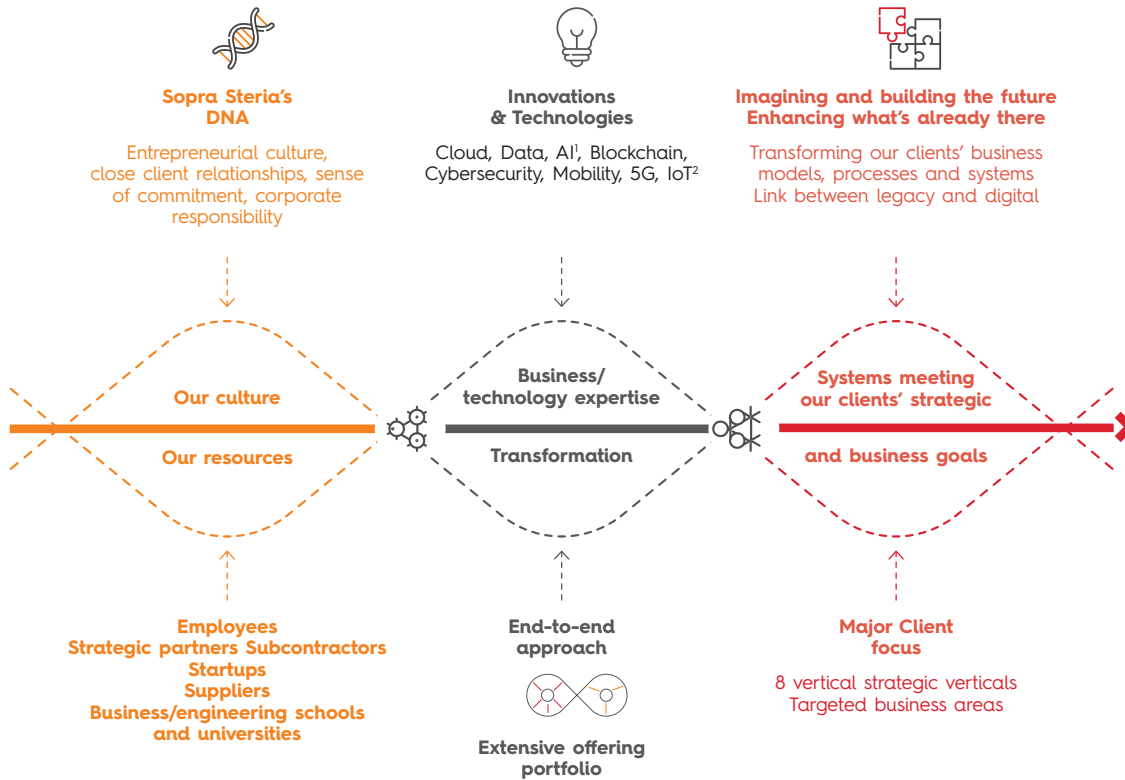 Sopra Steria's
DNA
Entrepreneurial culture,
close client relationships, sense
of commitment, corporate
responsibility
Innovations
& Technologies
Cloud, Data, AI¹, Blockchain,
Cybersecurity, Mobility, 5G, IoT²
Imagining and building the future
Enhancing what's already there
Transforming our clients' business
models, processes and systems
Link between legacy and digital
Our culture
Our resources
Business/
technology expertise
Transformation
Systems meeting
our clients' strategic
and business goals
Employees
Strategic partners Subcontractors
Startups
Suppliers
Business/engineering schools
and universities
End-to-end
approach
Extensive offering
portfolio
Major Client
focus
8 vertical strategic verticals
Targeted business areas